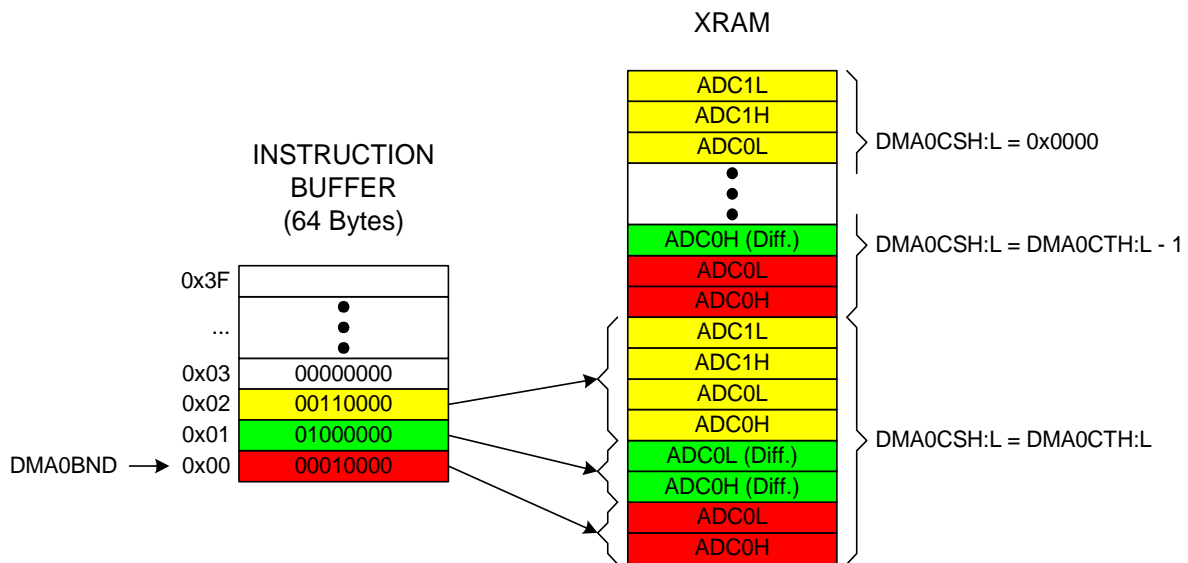 XRAM
INSTRUCTION
BUFFER
(64 Bytes)
0x3F
...
0x03 00000000
0x02 00110000
0x01 01000000
DMA0BND 0x00 00010000
ADC1L
ADC1H
ADC0L
ADC0H (Diff.)
ADC0L
ADC0H
ADC1L
ADC1H
ADC0L
ADC0H
ADC0L (Diff.)
ADC0H (Diff.)
ADC0L
ADC0H
DMA0CSH:L = 0x0000
DMA0CSH:L = DMA0CTH:L - 1
DMA0CSH:L = DMA0CTH:L